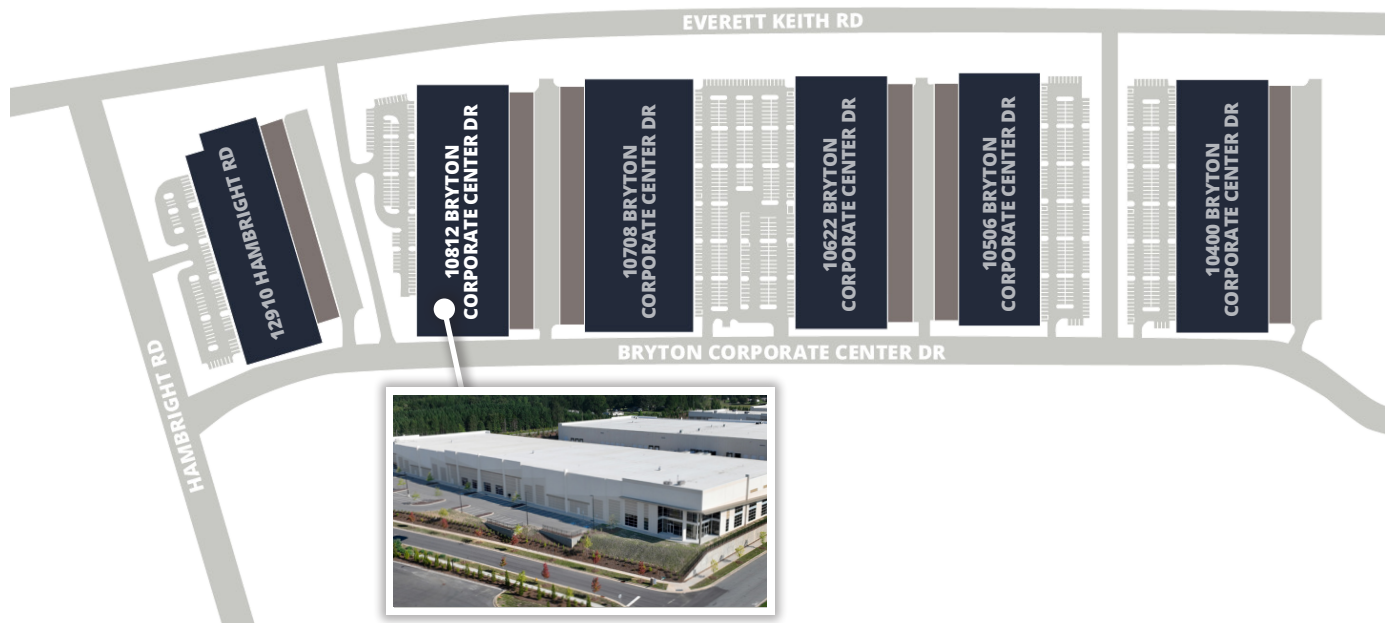 EVERETT KEITH RD
12910 HAMBRIGHT RD
10812 BRYTON
CORPORATE CENTER DR
10708 BRYTON
CORPORATE CENTER DR
10622 BRYTON
CORPORATE CENTER DR
10506 BRYTON
CORPORATE CENTER DR
10400 BRYTON
CORPORATE CENTER DR
BRYTON CORPORATE CENTER DR
HAMBRIGHT RD